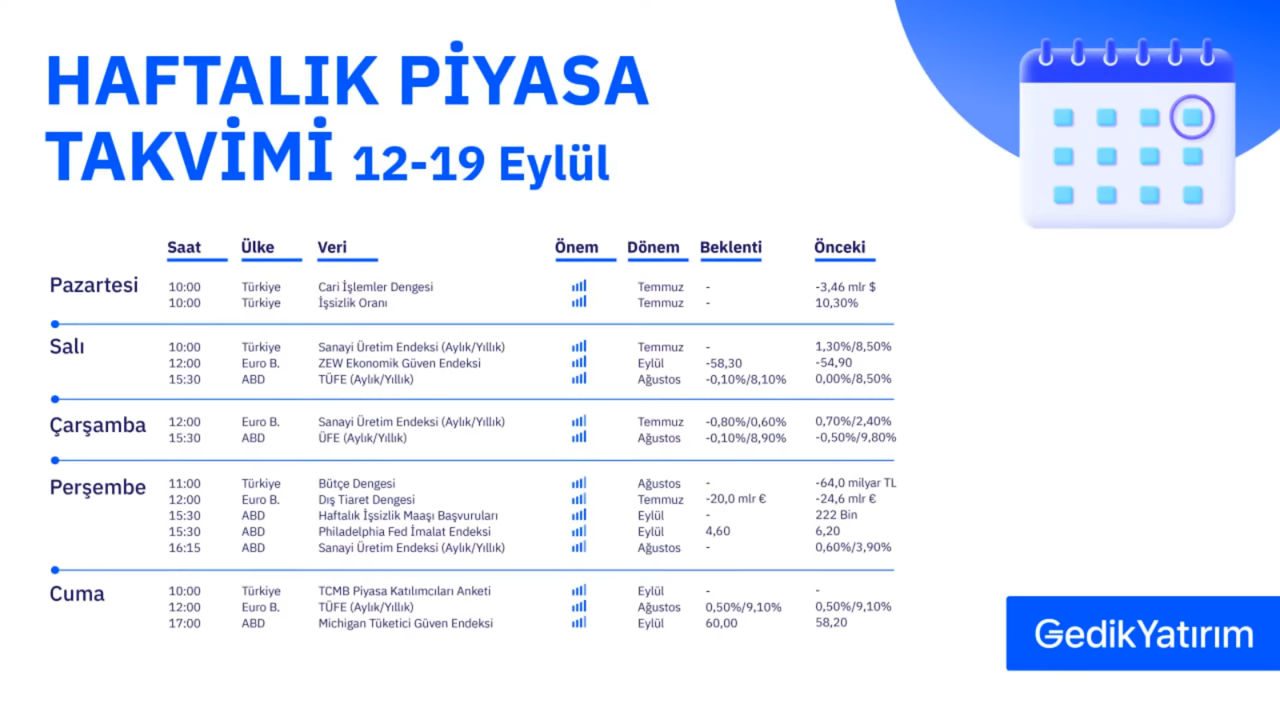 HAFTALIK PİYASA
TAKVİMİ 12-19 Eylül
Saat Ülke Veri Önem Dönem Beklenti Önceki
Pazartesi
10:00 Türkiye Cari İşlemler Dengesi Temmuz - -3,46 mlr $
10:00 Türkiye İşsizlik Oranı Temmuz - 10,30%
Salı
10:00 Türkiye Sanayi Üretim Endeksi (Aylık/Yıllık) Temmuz - 1,30%/8,50%
12:00 Euro B. ZEW Ekonomik Güven Endeksi Eylül -58,30 -54,90
15:30 ABD TÜFE (Aylık/Yıllık) Ağustos -0,10%/8,10% 0,00%/8,50%
Çarşamba
12:00 Euro B. Sanayi Üretim Endeksi (Aylık/Yıllık) Temmuz -0,80%/0,60% 0,70%/2,40%
15:30 ABD ÜFE (Aylık/Yıllık) Ağustos -0,10%/8,90% -0,50%/9,80%
Perşembe
11:00 Türkiye Bütçe Dengesi Ağustos - -64,0 milyar TL
12:00 Euro B. Dış Tiaret Dengesi Temmuz -20,0 mlr € -24,6 mlr €
15:30 ABD Haftalık İşsizlik Maaşı Başvuruları Eylül - 222 Bin
15:30 ABD Philadelphia Fed İmalat Endeksi Eylül 4,60 6,20
16:15 ABD Sanayi Üretim Endeksi (Aylık/Yıllık) Ağustos - 0,60%/3,90%
Cuma
10:00 Türkiye TCMB Piyasa Katılımcıları Anketi Eylül - -
12:00 Euro B. TÜFE (Aylık/Yıllık) Ağustos 0,50%/9,10% 0,50%/9,10%
17:00 ABD Michigan Tüketici Güven Endeksi Eylül 60,00 58,20
GedikYatırım